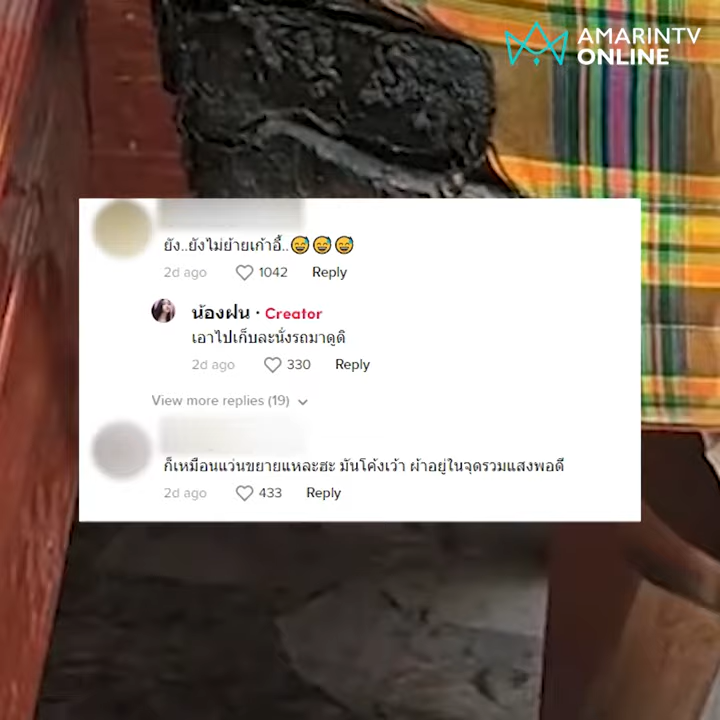 AMARINTV
ONLINE
ยัง..ยังไม่ย้ายเก้าอี้..😅😅😅
2d ago 1042 Reply
น้องฝน · Creator
เอาไปเก็บละนั่งรถมาดูดิ
2d ago 330 Reply
View more replies (19)
ก็เหมือนแว่นขยายแหละฮะ มันโค้งเว้า ผ้าอยู่ในจุดรวมแสงพอดี
2d ago 433 Reply